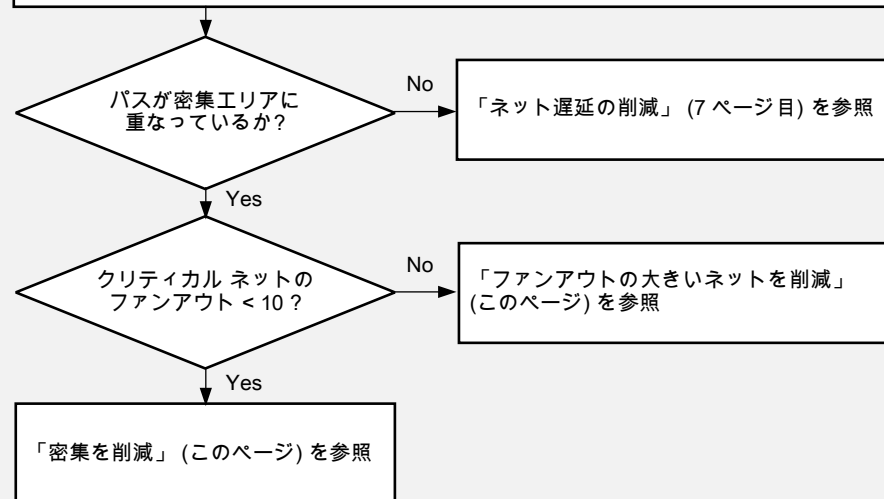 パスが密集エリアに
重なっているか?
No
「ネット遅延の削減」 (7 ページ目) を参照
Yes
クリティカル ネットの
ファンアウト < 10 ?
No
「ファンアウトの大きいネットを削減」
(このページ) を参照
Yes
「密集を削減」 (このページ) を参照